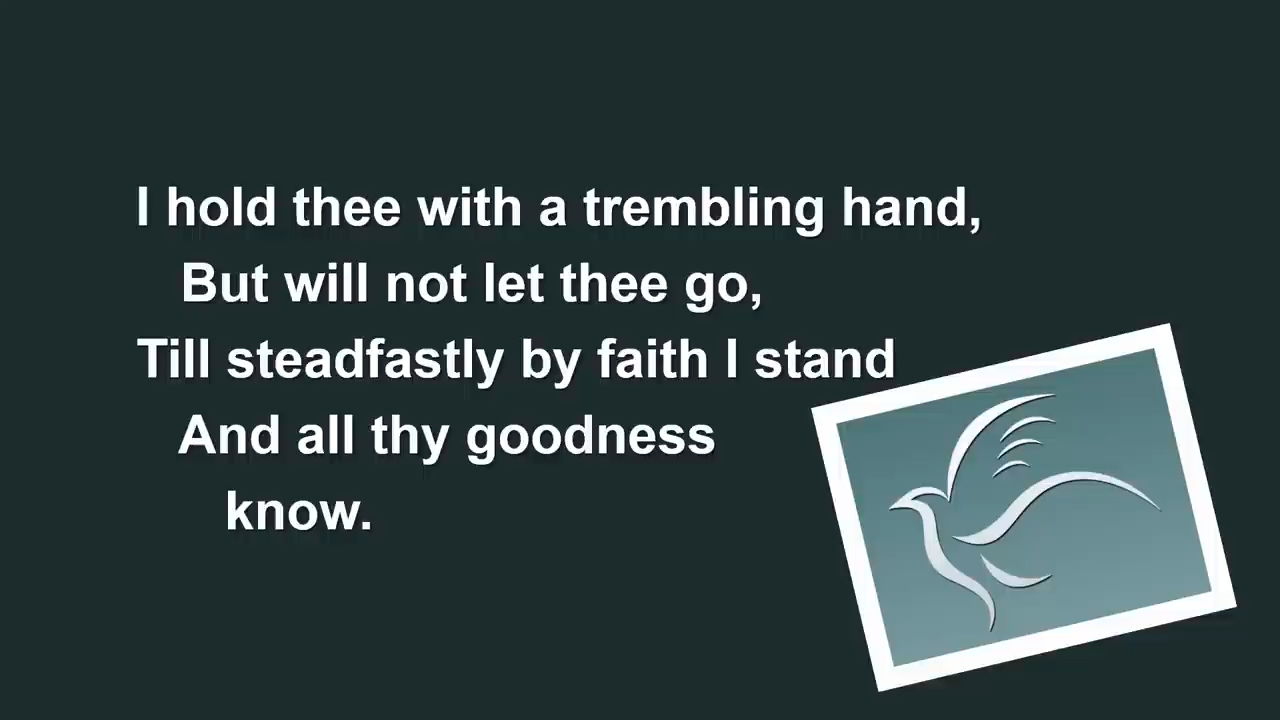 I hold thee with a trembling hand,
But will not let thee go,
Till steadfastly by faith I stand
And all thy goodness
know.